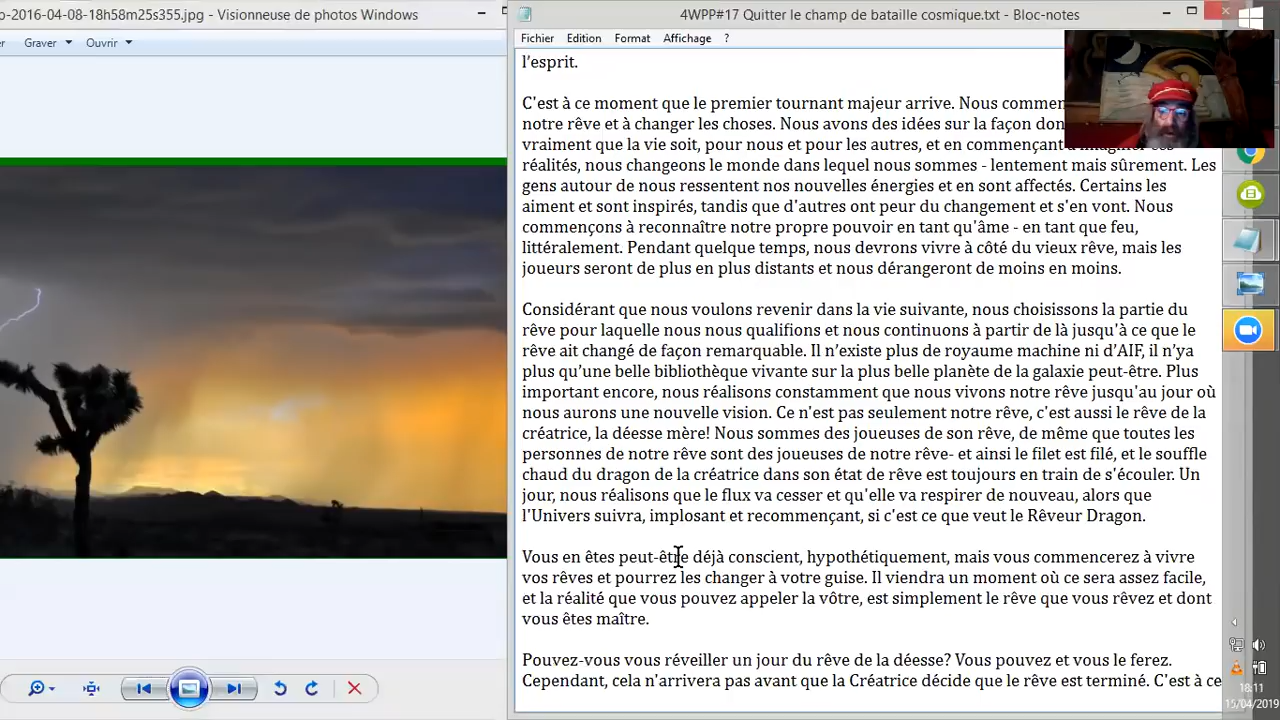 o-2016-04-08-18h58m25s355.jpg - Visionneuse de photos Windows
4WPP#17 Quitter le champ de bataille cosmique.txt - Bloc-notes
Graver
Ouvrir
Fichier Edition Format Affichage ?
l'esprit.
C'est à ce moment que le premier tournant majeur arrive. Nous commen
notre rêve et à changer les choses. Nous avons des idées sur la façon don
vraiment que la vie soit, pour nous et pour les autres, et en commençant à imaginer ces
réalités, nous changeons le monde dans lequel nous sommes - lentement mais sûrement. Les
gens autour de nous ressentent nos nouvelles énergies et en sont affectés. Certains les
aiment et sont inspirés, tandis que d'autres ont peur du changement et s'en vont. Nous
commençons à reconnaître notre propre pouvoir en tant qu'âme - en tant que feu,
littéralement. Pendant quelque temps, nous devrons vivre à côté du vieux rêve, mais les
joueurs seront de plus en plus distants et nous dérangeront de moins en moins.
Considérant que nous voulons revenir dans la vie suivante, nous choisissons la partie du
rêve pour laquelle nous nous qualifions et nous continuons à partir de là jusqu'à ce que le
rêve ait changé de façon remarquable. Il n'existe plus de royaume machine ni d'AIF, il n'ya
plus qu'une belle bibliothèque vivante sur la plus belle planète de la galaxie peut-être. Plus
important encore, nous réalisons constamment que nous vivons notre rêve jusqu'au jour où
nous aurons une nouvelle vision. Ce n'est pas seulement notre rêve, c'est aussi le rêve de la
créatrice, la déesse mère! Nous sommes des joueuses de son rêve, de même que toutes les
personnes de notre rêve sont des joueuses de notre rêve- et ainsi le filet est filé, et le souffle
chaud du dragon de la créatrice dans son état de rêve est toujours en train de s'écouler. Un
jour, nous réalisons que le flux va cesser et qu'elle va respirer de nouveau, alors que
l'Univers suivra, implosant et recommençant, si c'est ce que veut le Rêveur Dragon.
Vous en êtes peut-être déjà conscient, hypothétiquement, mais vous commencerez à vivre
vos rêves et pourrez les changer à votre guise. Il viendra un moment où ce sera assez facile,
et la réalité que vous pouvez appeler la vôtre, est simplement le rêve que vous rêvez et dont
vous êtes maître.
Pouvez-vous vous réveiller un jour du rêve de la déesse? Vous pouvez et vous le ferez.
Cependant, cela n'arrivera pas avant que la Créatrice décide que le rêve est terminé. C'est à ce
18:11
15/04/2019